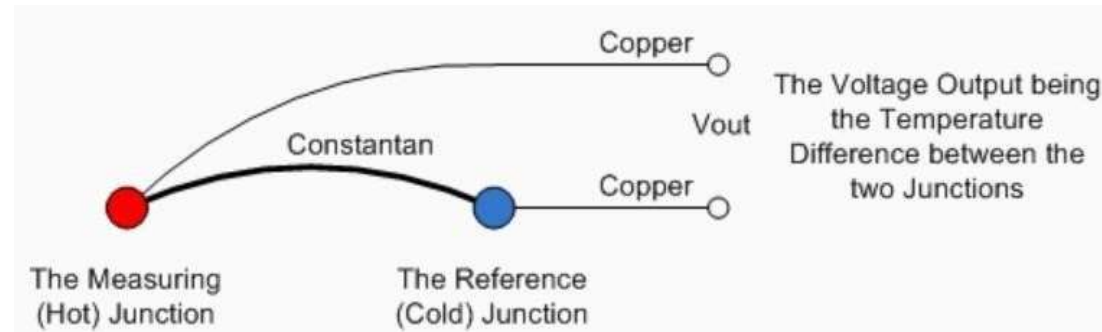 Copper
Constantan
Vout
Copper
The Voltage Output being
the Temperature
Difference between the
two Junctions
The Measuring
(Hot) Junction
The Reference
(Cold) Junction